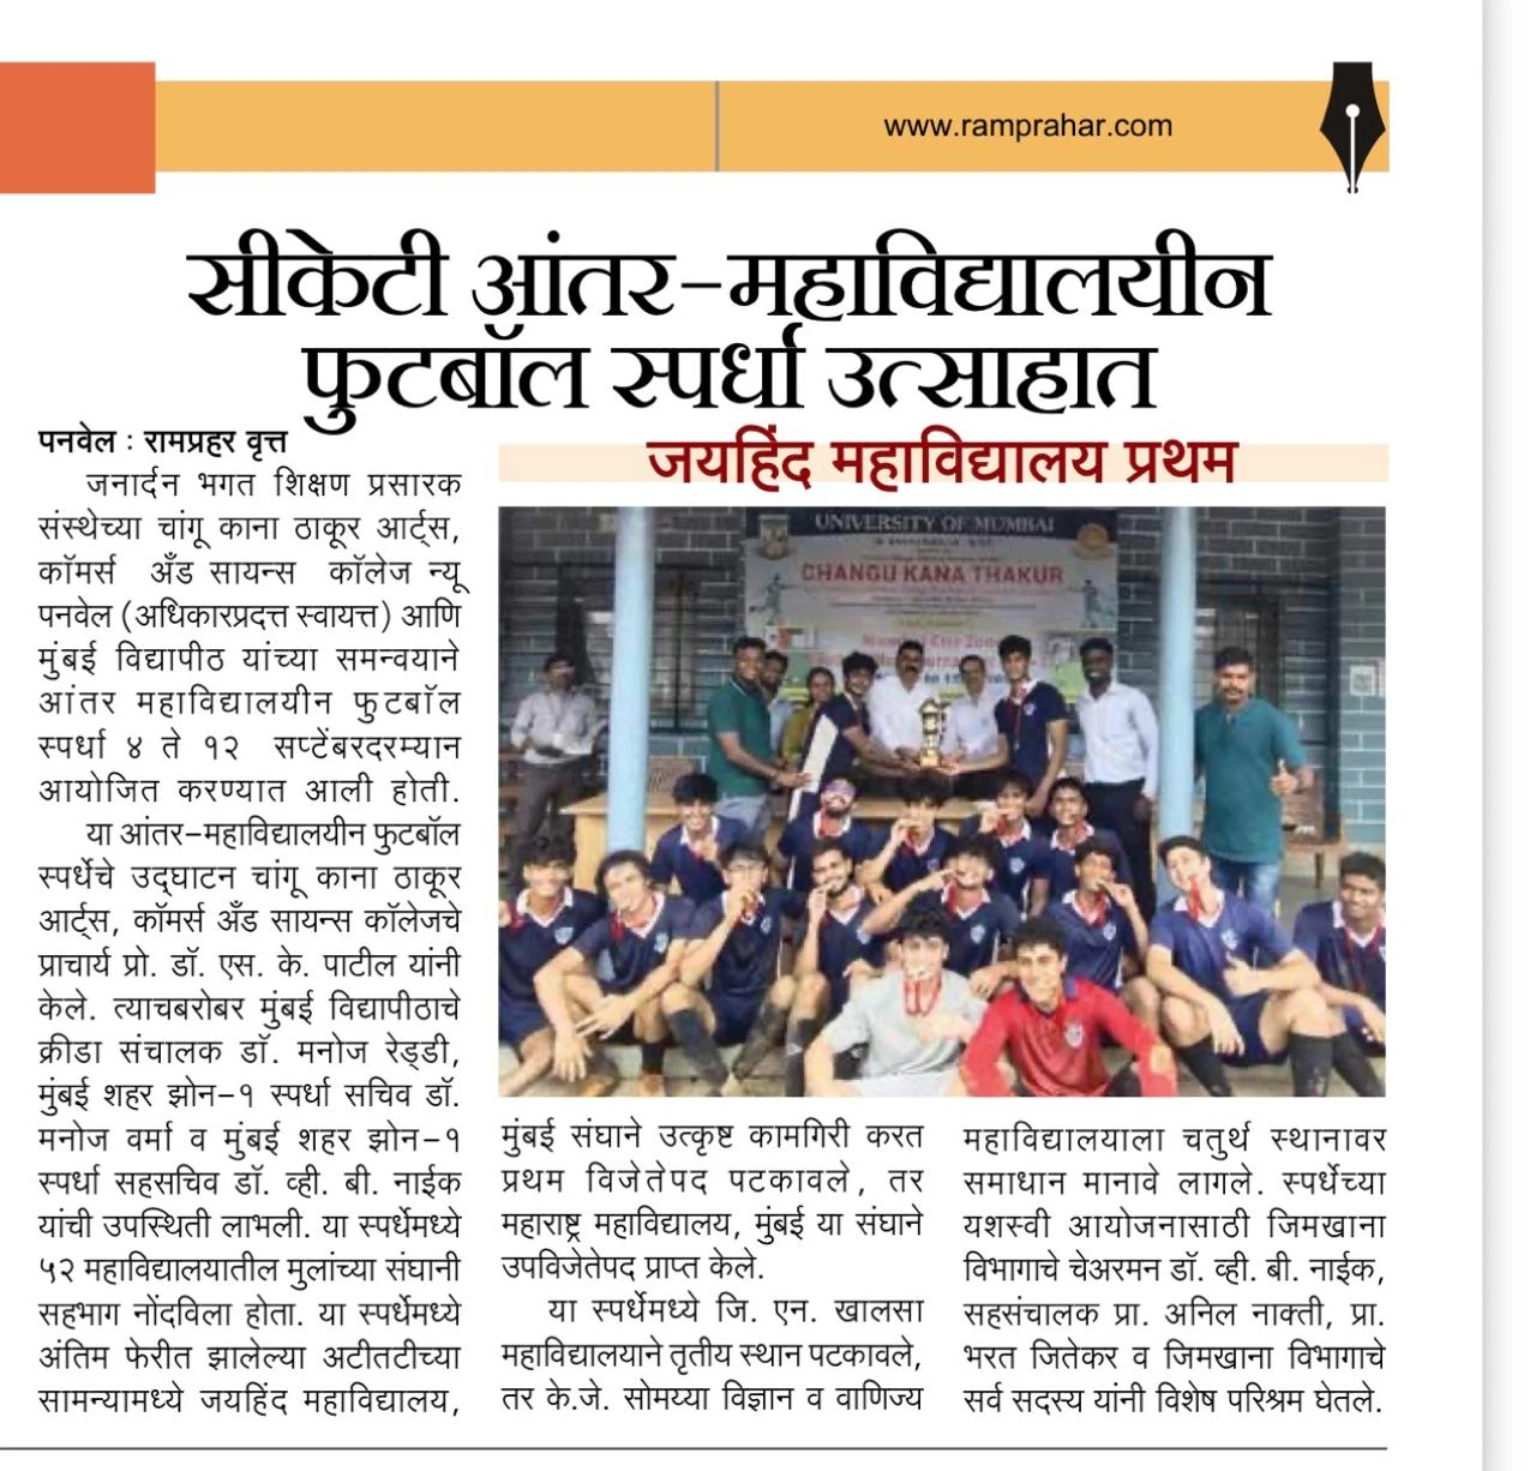 www.ramprahar.com
सीकेटी आंतर-महाविद्यालयीन
फुटबॉल स्पर्धा उत्साहात
पनवेल : रामप्रहर वृत्त
जनार्दन भगत शिक्षण प्रसारक
संस्थेच्या चांगू काना ठाकूर आर्ट्स,
कॉमर्स अँड सायन्स कॉलेज न्यू
पनवेल (अधिकारप्रदत्त स्वायत्त) आणि
मुंबई विद्यापीठ यांच्या समन्वयाने
आंतर महाविद्यालयीन फुटबॉल
स्पर्धा ४ ते १२ सप्टेंबरदरम्यान
आयोजित करण्यात आली होती.
या आंतर-महाविद्यालयीन फुटबॉल
स्पर्धेचे उद्घाटन चांगू काना ठाकूर
आर्ट्स, कॉमर्स अँड सायन्स कॉलेजचे
प्राचार्य प्रो. डॉ. एस. के. पाटील यांनी
केले. त्याचबरोबर मुंबई विद्यापीठाचे
क्रीडा संचालक डॉ. मनोज रेड्डी,
मुंबई शहर झोन-१ स्पर्धा सचिव डॉ.
मनोज वर्मा व मुंबई शहर झोन-१
स्पर्धा सहसचिव डॉ. व्ही. बी. नाईक
यांची उपस्थिती लाभली. या स्पर्धेमध्ये
५२ महाविद्यालयातील मुलांच्या संघानी
सहभाग नोंदविला होता. या स्पर्धेमध्ये
अंतिम फेरीत झालेल्या अटीतटीच्या
सामन्यामध्ये जयहिंद महाविद्यालय,
जयहिंद महाविद्यालय प्रथम
UNIVERSITY OF MUMBAI
CHANGU KANA THAKUR
मुंबई संघाने उत्कृष्ट कामगिरी करत
प्रथम विजेतेपद पटकावले, तर
महाराष्ट्र महाविद्यालय, मुंबई या संघाने
उपविजेतेपद प्राप्त केले.
या स्पर्धेमध्ये जि. एन. खालसा
महाविद्यालयाने तृतीय स्थान पटकावले,
तर के.जे. सोमय्या विज्ञान व वाणिज्य
महाविद्यालयाला चतुर्थ स्थानावर
समाधान मानावे लागले. स्पर्धेच्या
यशस्वी आयोजनासाठी जिमखाना
विभागाचे चेअरमन डॉ. व्ही. बी. नाईक,
सहसंचालक प्रा. अनिल नाक्ती, प्रा.
भरत जितेकर व जिमखाना विभागाचे
सर्व सदस्य यांनी विशेष परिश्रम घेतले.